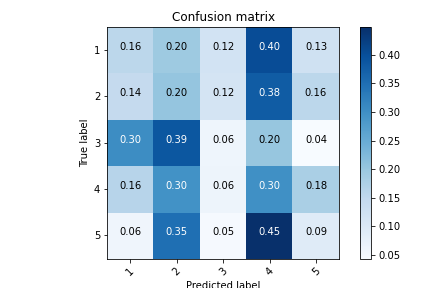 Confusion matrix
True label
1 0.16 0.20 0.12 0.40 0.13
2 0.14 0.20 0.12 0.38 0.16
3 0.30 0.39 0.06 0.20 0.04
4 0.16 0.30 0.06 0.30 0.18
5 0.06 0.35 0.05 0.45 0.09
1 2 3 4 5
Predicted label
0.40
0.35
0.30
0.25
0.20
0.15
0.10
0.05